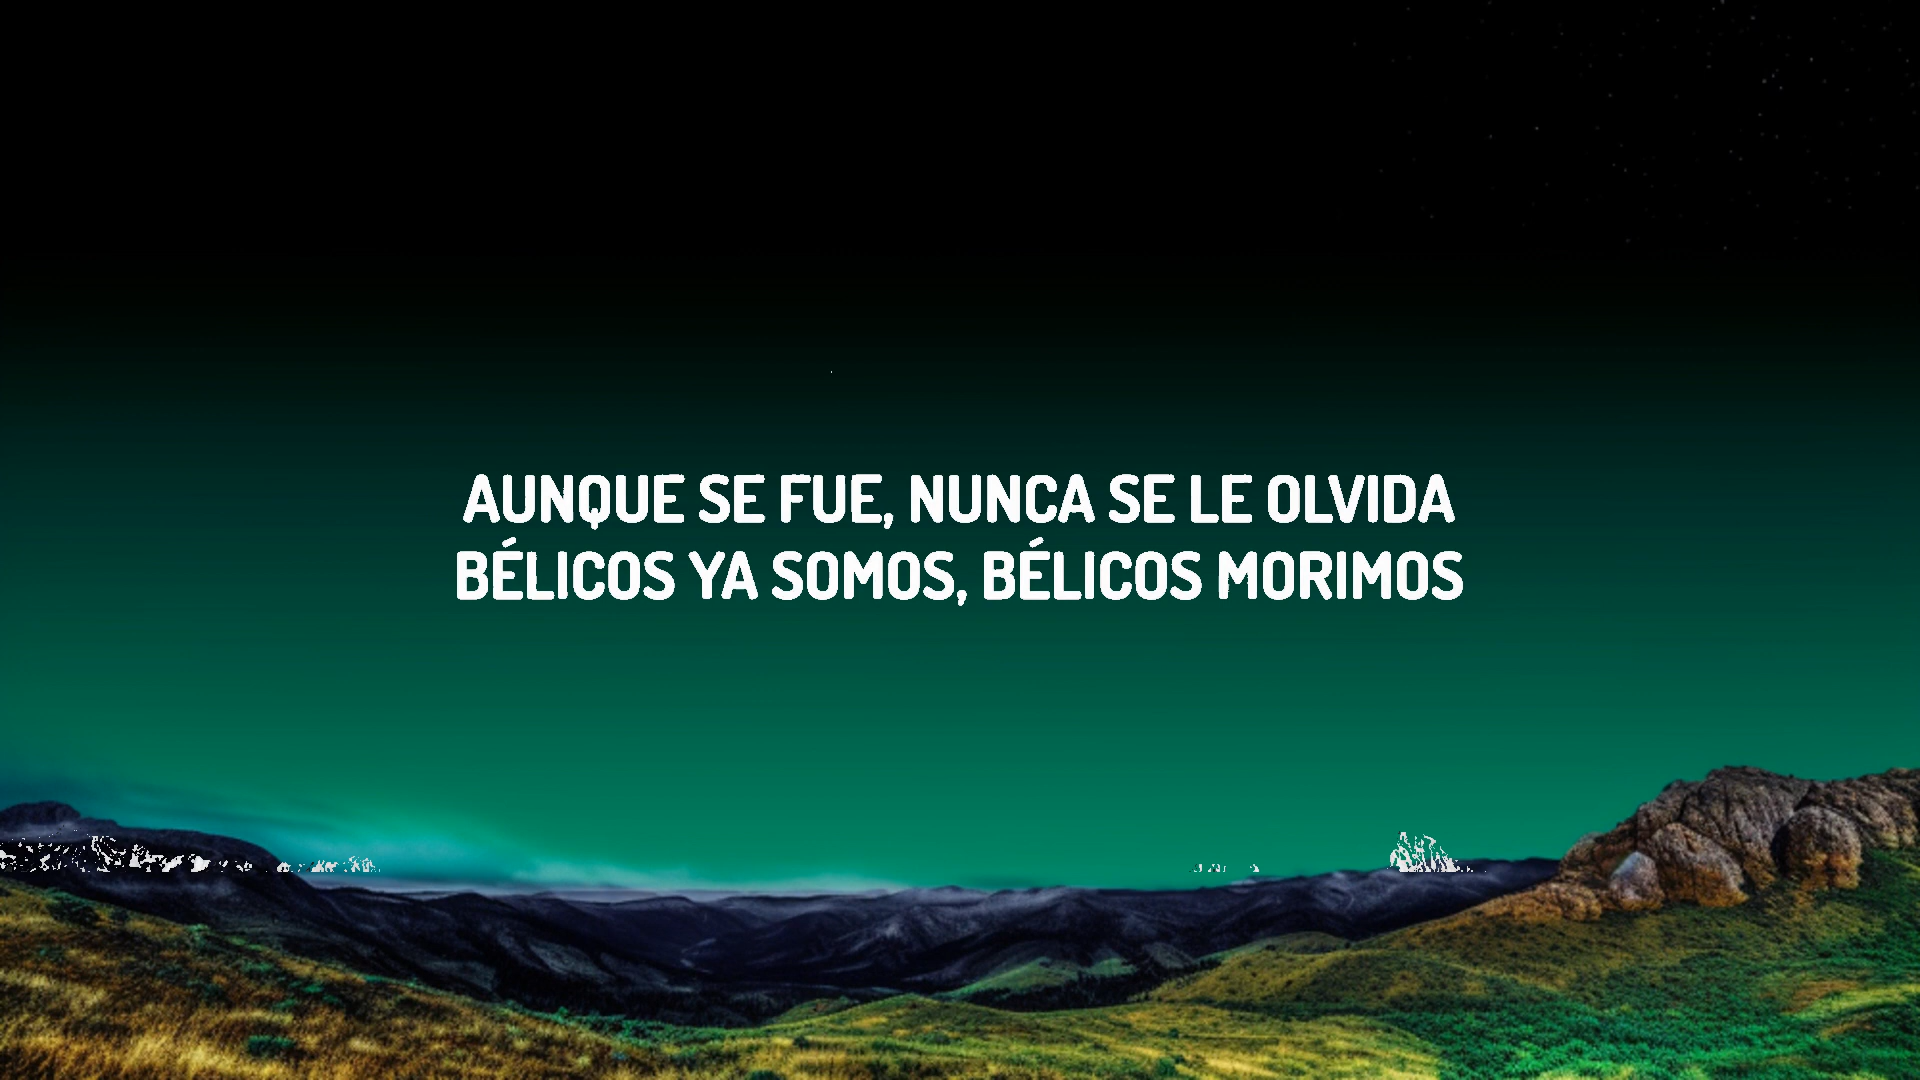 AUNQUE SE FUE, NUNCA SE LE OLVIDA
BÉLICOS YA SOMOS, BÉLICOS MORIMOS